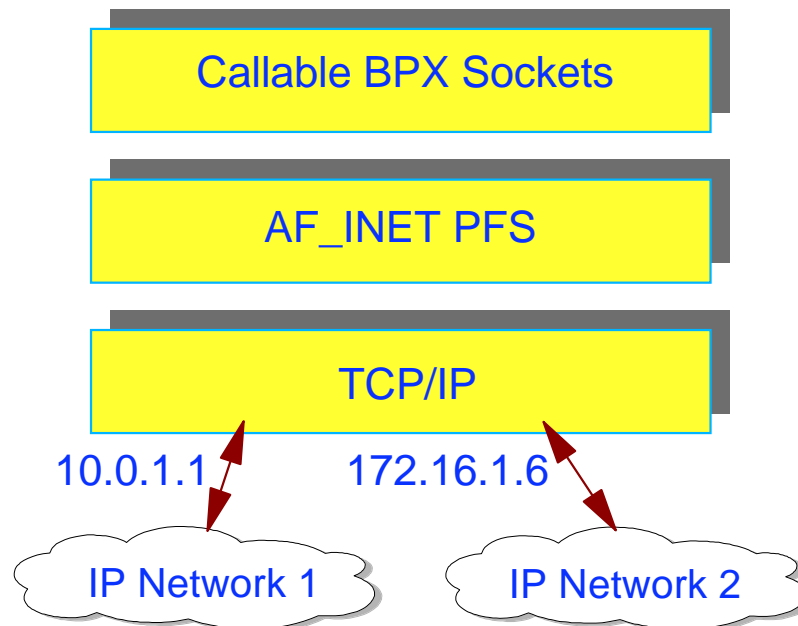 Callable BPX Sockets
AF_INET PFS
TCP/IP
10.0.1.1
172.16.1.6
IP Network 1
IP Network 2